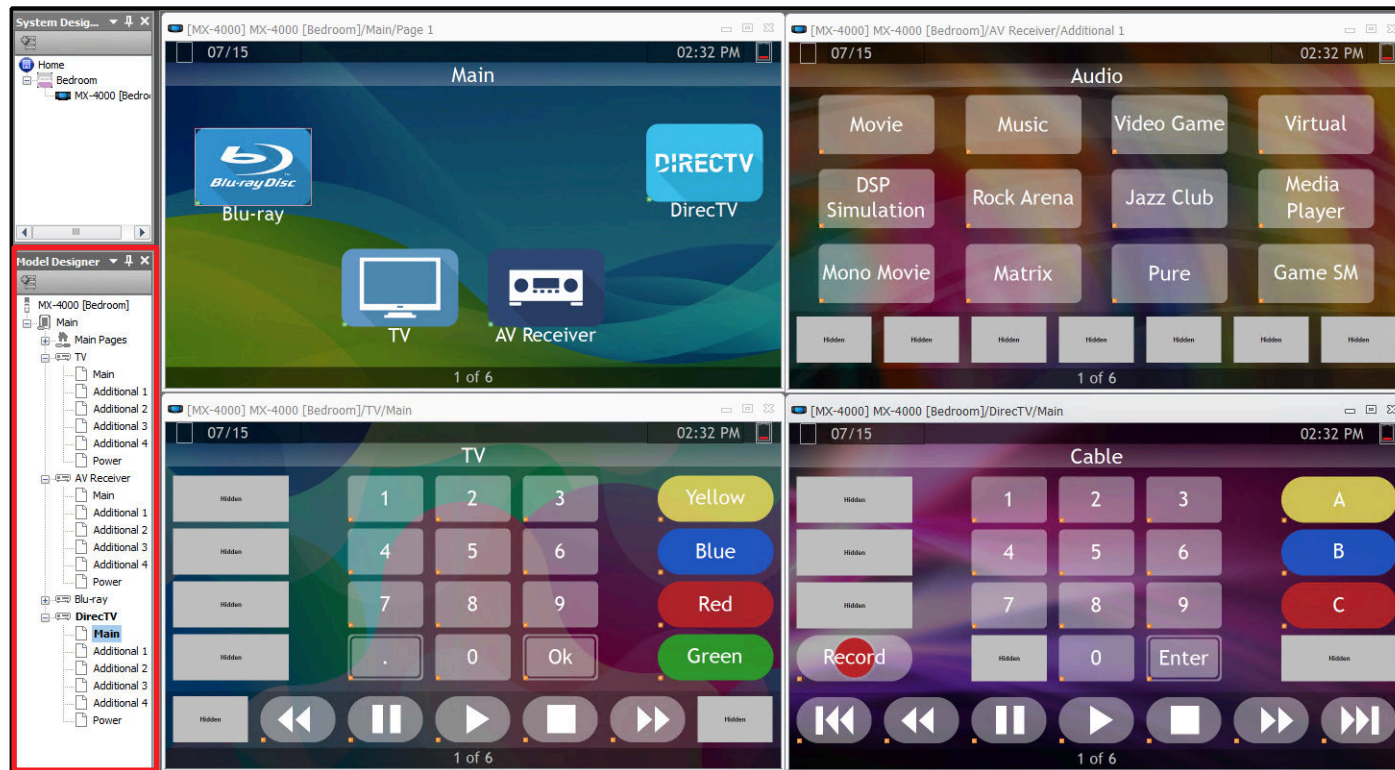 System Desig...
Home
Bedroom
MX-4000 [Bedro
Model Designer
MX-4000 [Bedroom]
Main
Main Pages
TV
Main
Additional 1
Additional 2
Additional 3
Additional 4
Power
AV Receiver
Main
Additional 1
Additional 2
Additional 3
Additional 4
Power
Blu-ray
DirecTV
Main
Additional 1
Additional 2
Additional 3
Additional 4
Power
[MX-4000] MX-4000 [Bedroom]/Main/Page 1
07/15 02:32 PM
Main
Blu-ray Disc
DIRECTV
Blu-ray DirecTV
TV AV Receiver
1 of 6
[MX-4000] MX-4000 [Bedroom]/AV Receiver/Additional 1
07/15 02:32 PM
Audio
Movie Music Video Game Virtual
DSP Simulation Rock Arena Jazz Club Media Player
Mono Movie Matrix Pure Game SM
Hidden Hidden Hidden Hidden Hidden Hidden Hidden
1 of 6
[MX-4000] MX-4000 [Bedroom]/TV/Main
07/15 02:32 PM
TV
Hidden 1 2 3 Yellow
Hidden 4 5 6 Blue
Hidden 7 8 9 Red
Hidden . 0 Ok Green
Hidden Hidden
1 of 6
[MX-4000] MX-4000 [Bedroom]/DirecTV/Main
07/15 02:32 PM
Cable
Hidden 1 2 3 A
Hidden 4 5 6 B
Hidden 7 8 9 C
Record Hidden 0 Enter Hidden
1 of 6